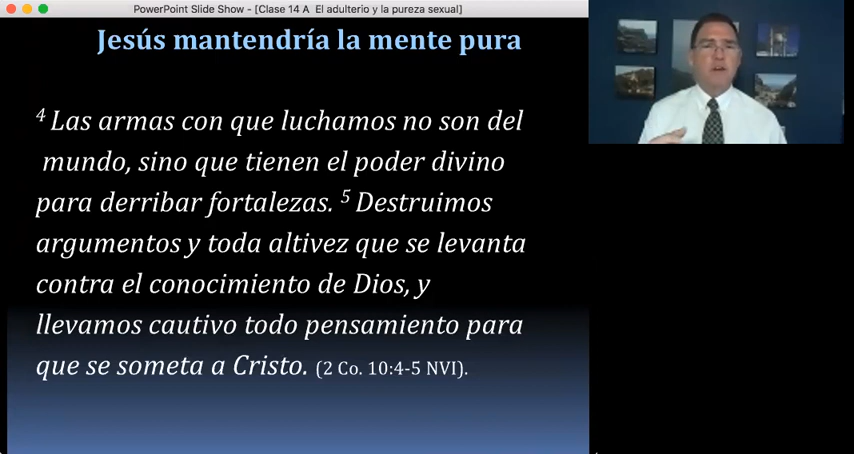 PowerPoint Slide Show - [Clase 14 A  El adulterio y la pureza sexual]
Jesús mantendría la mente pura
4 Las armas con que luchamos no son del
mundo, sino que tienen el poder divino
para derribar fortalezas. 5 Destruimos
argumentos y toda altivez que se levanta
contra el conocimiento de Dios, y
llevamos cautivo todo pensamiento para
que se someta a Cristo. (2 Co. 10:4-5 NVI).